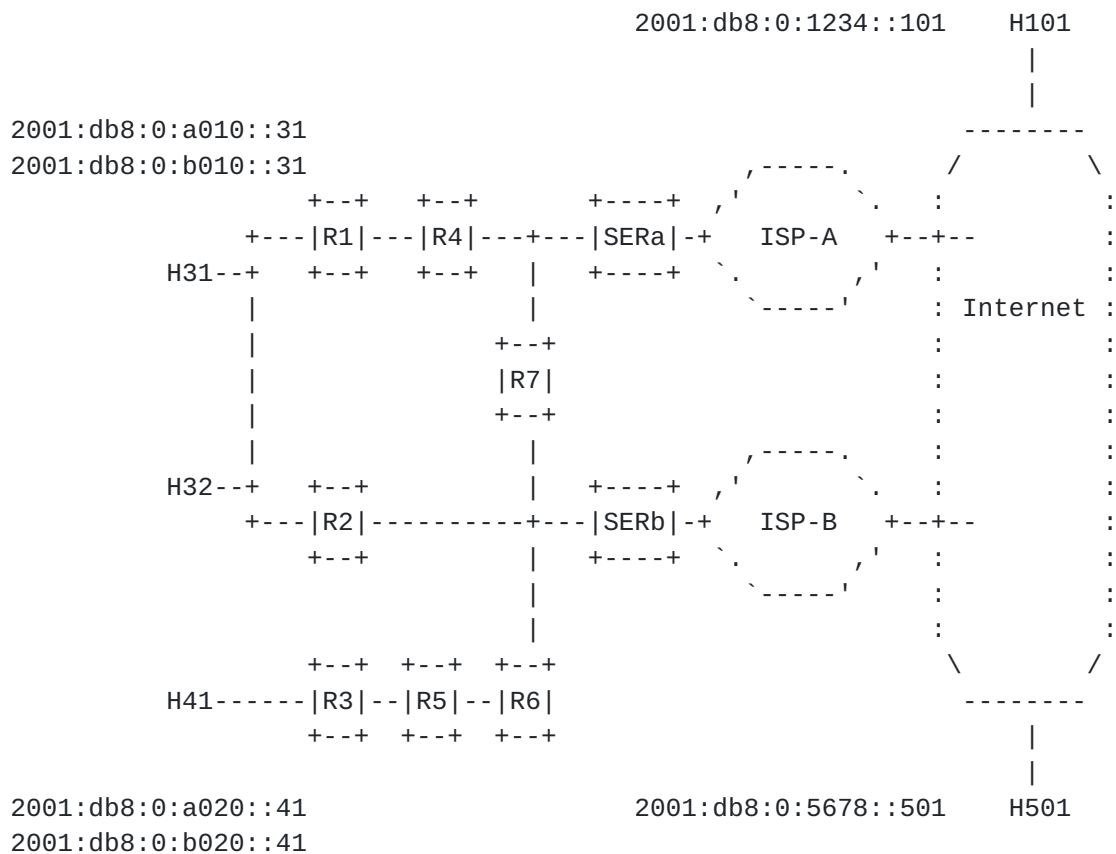 2001:db8:0:1234::101    H101
2001:db8:0:a010::31
2001:db8:0:b010::31
R1 R4 SERa ISP-A
H31
Internet
R7
H32
R2 SERb ISP-B
H41 R3 R5 R6
2001:db8:0:a020::41    2001:db8:0:5678::501    H501
2001:db8:0:b020::41